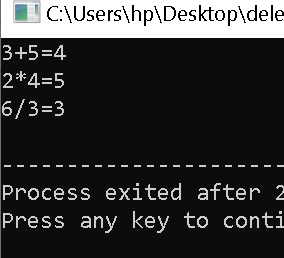 C:\Users\hp\Desktop\dele
3+5=4
2*4=5
6/3=3
-----------------------
Process exited after 2
Press any key to conti